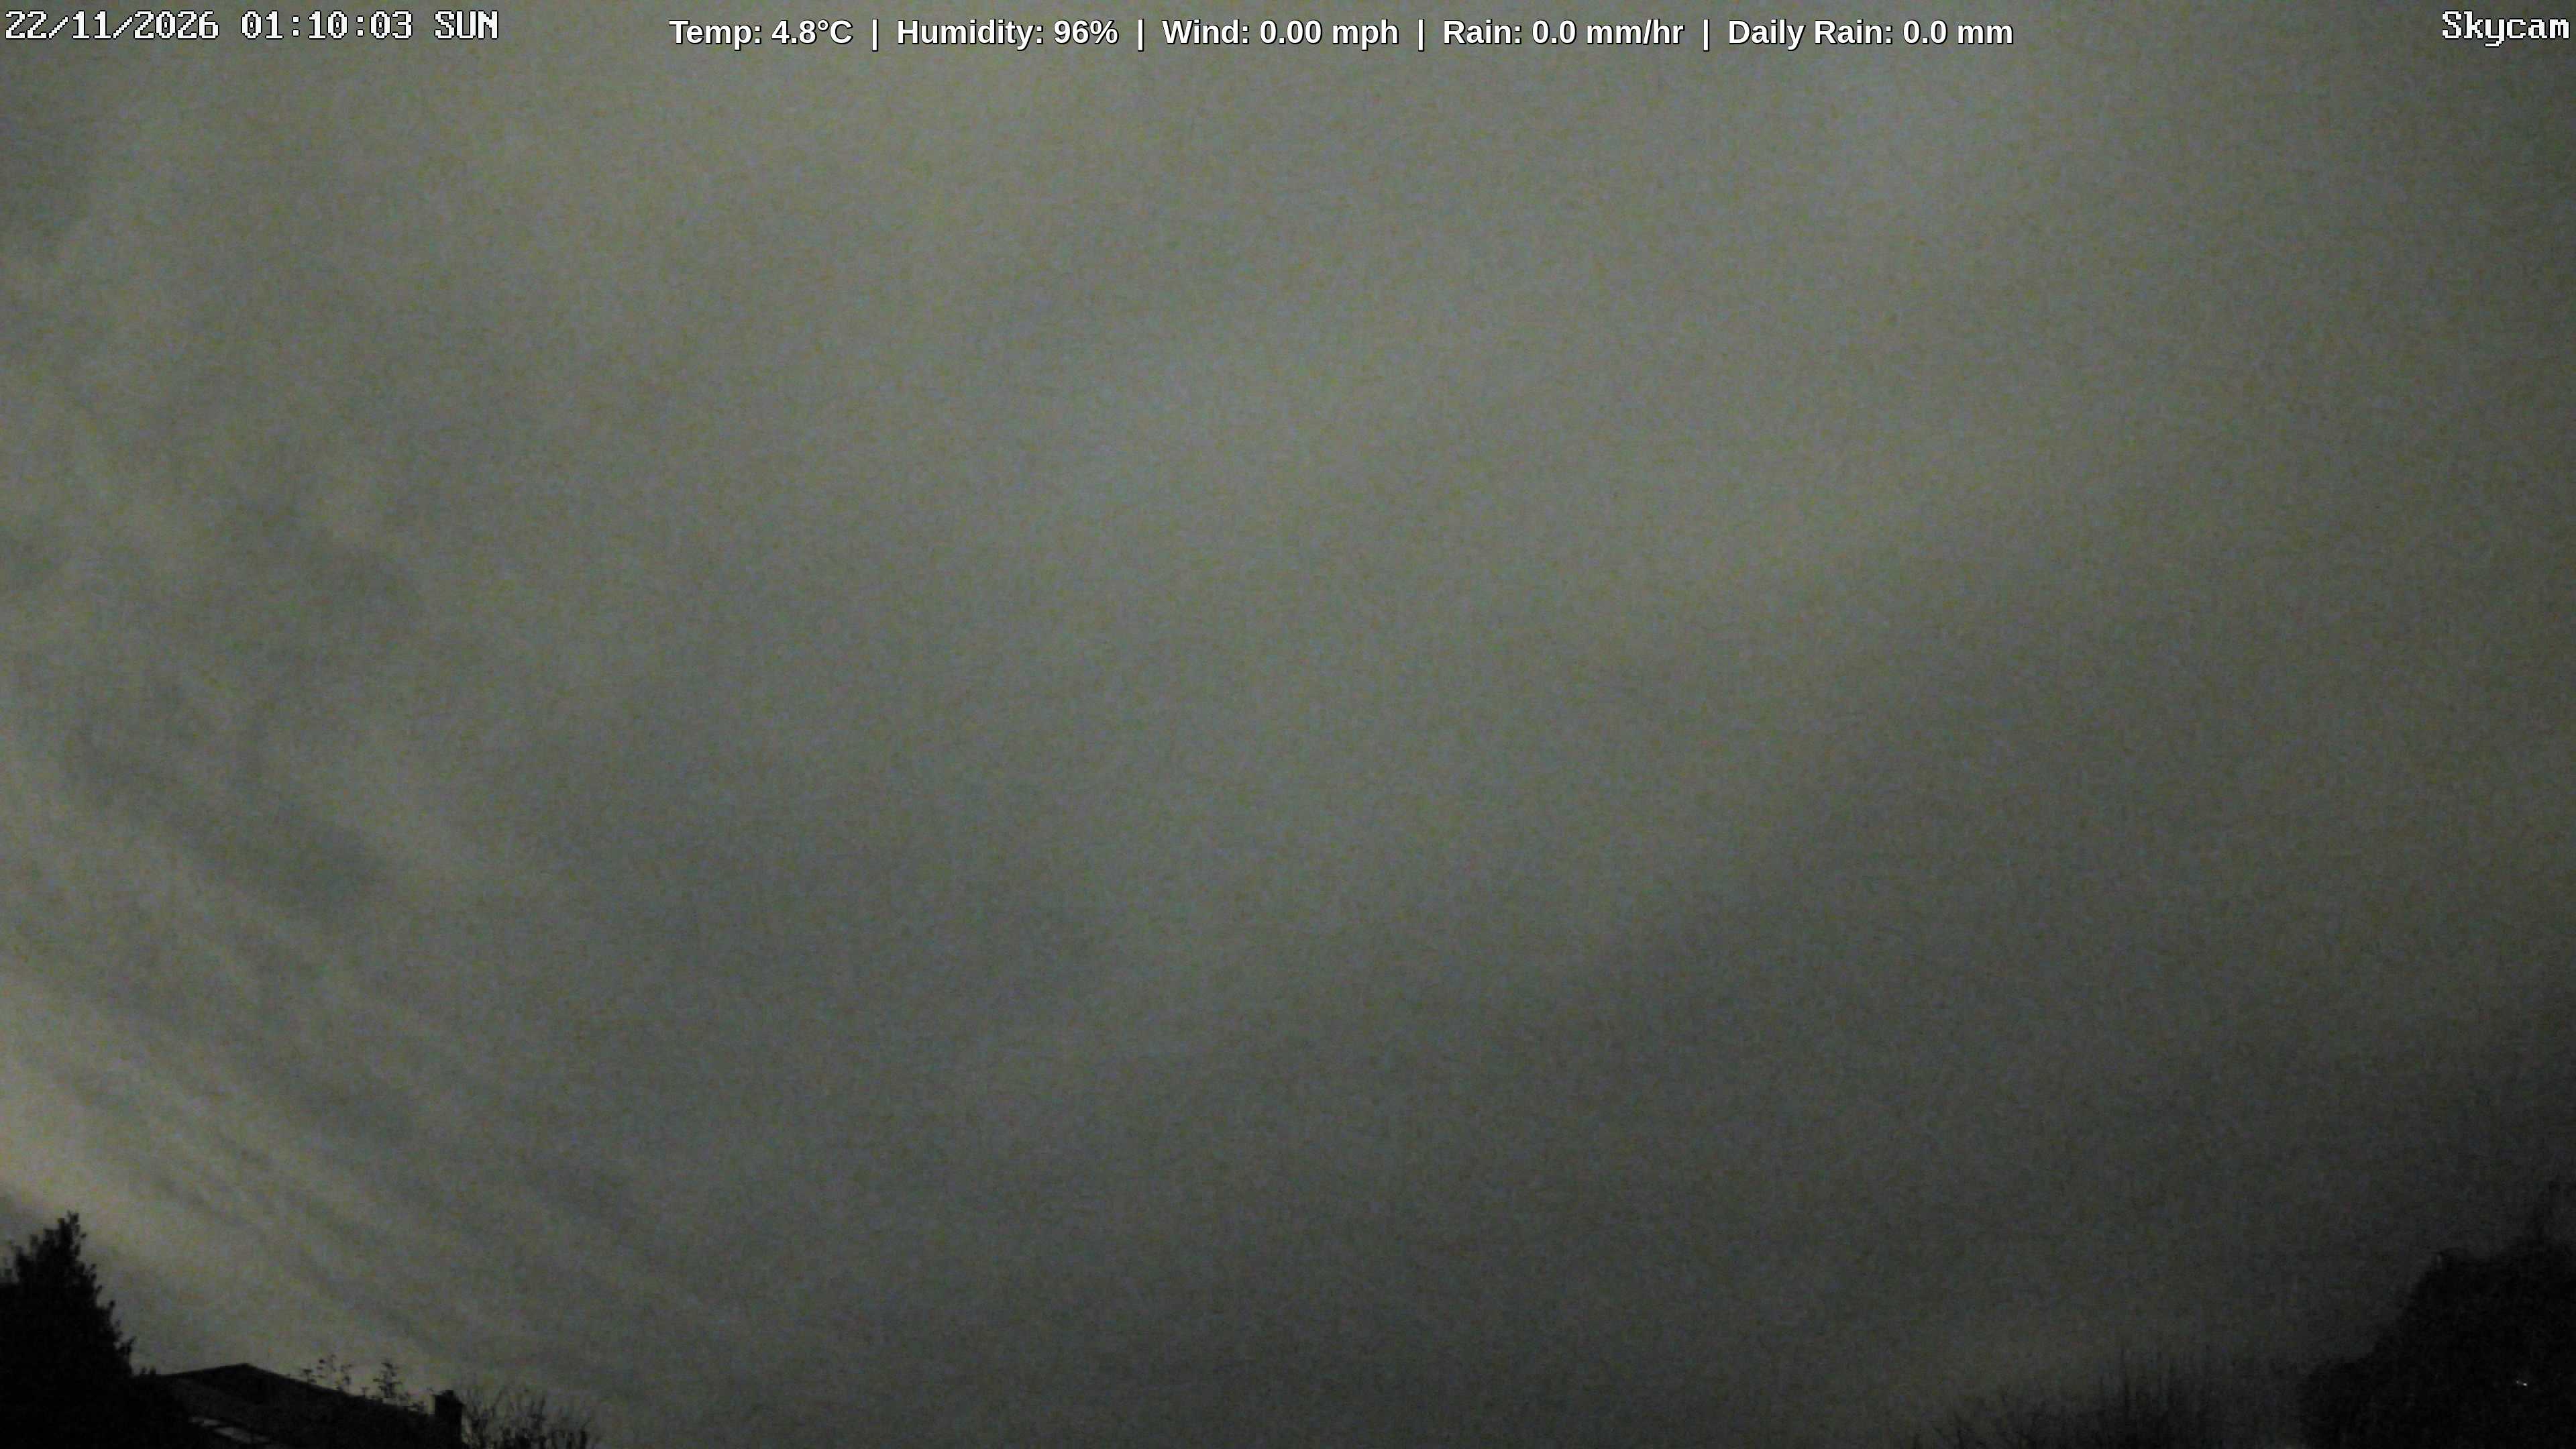 22/11/2026 01:10:03 SUN
Temp: 4.8°C | Humidity: 96% | Wind: 0.00 mph | Rain: 0.0 mm/hr | Daily Rain: 0.0 mm
Skycam